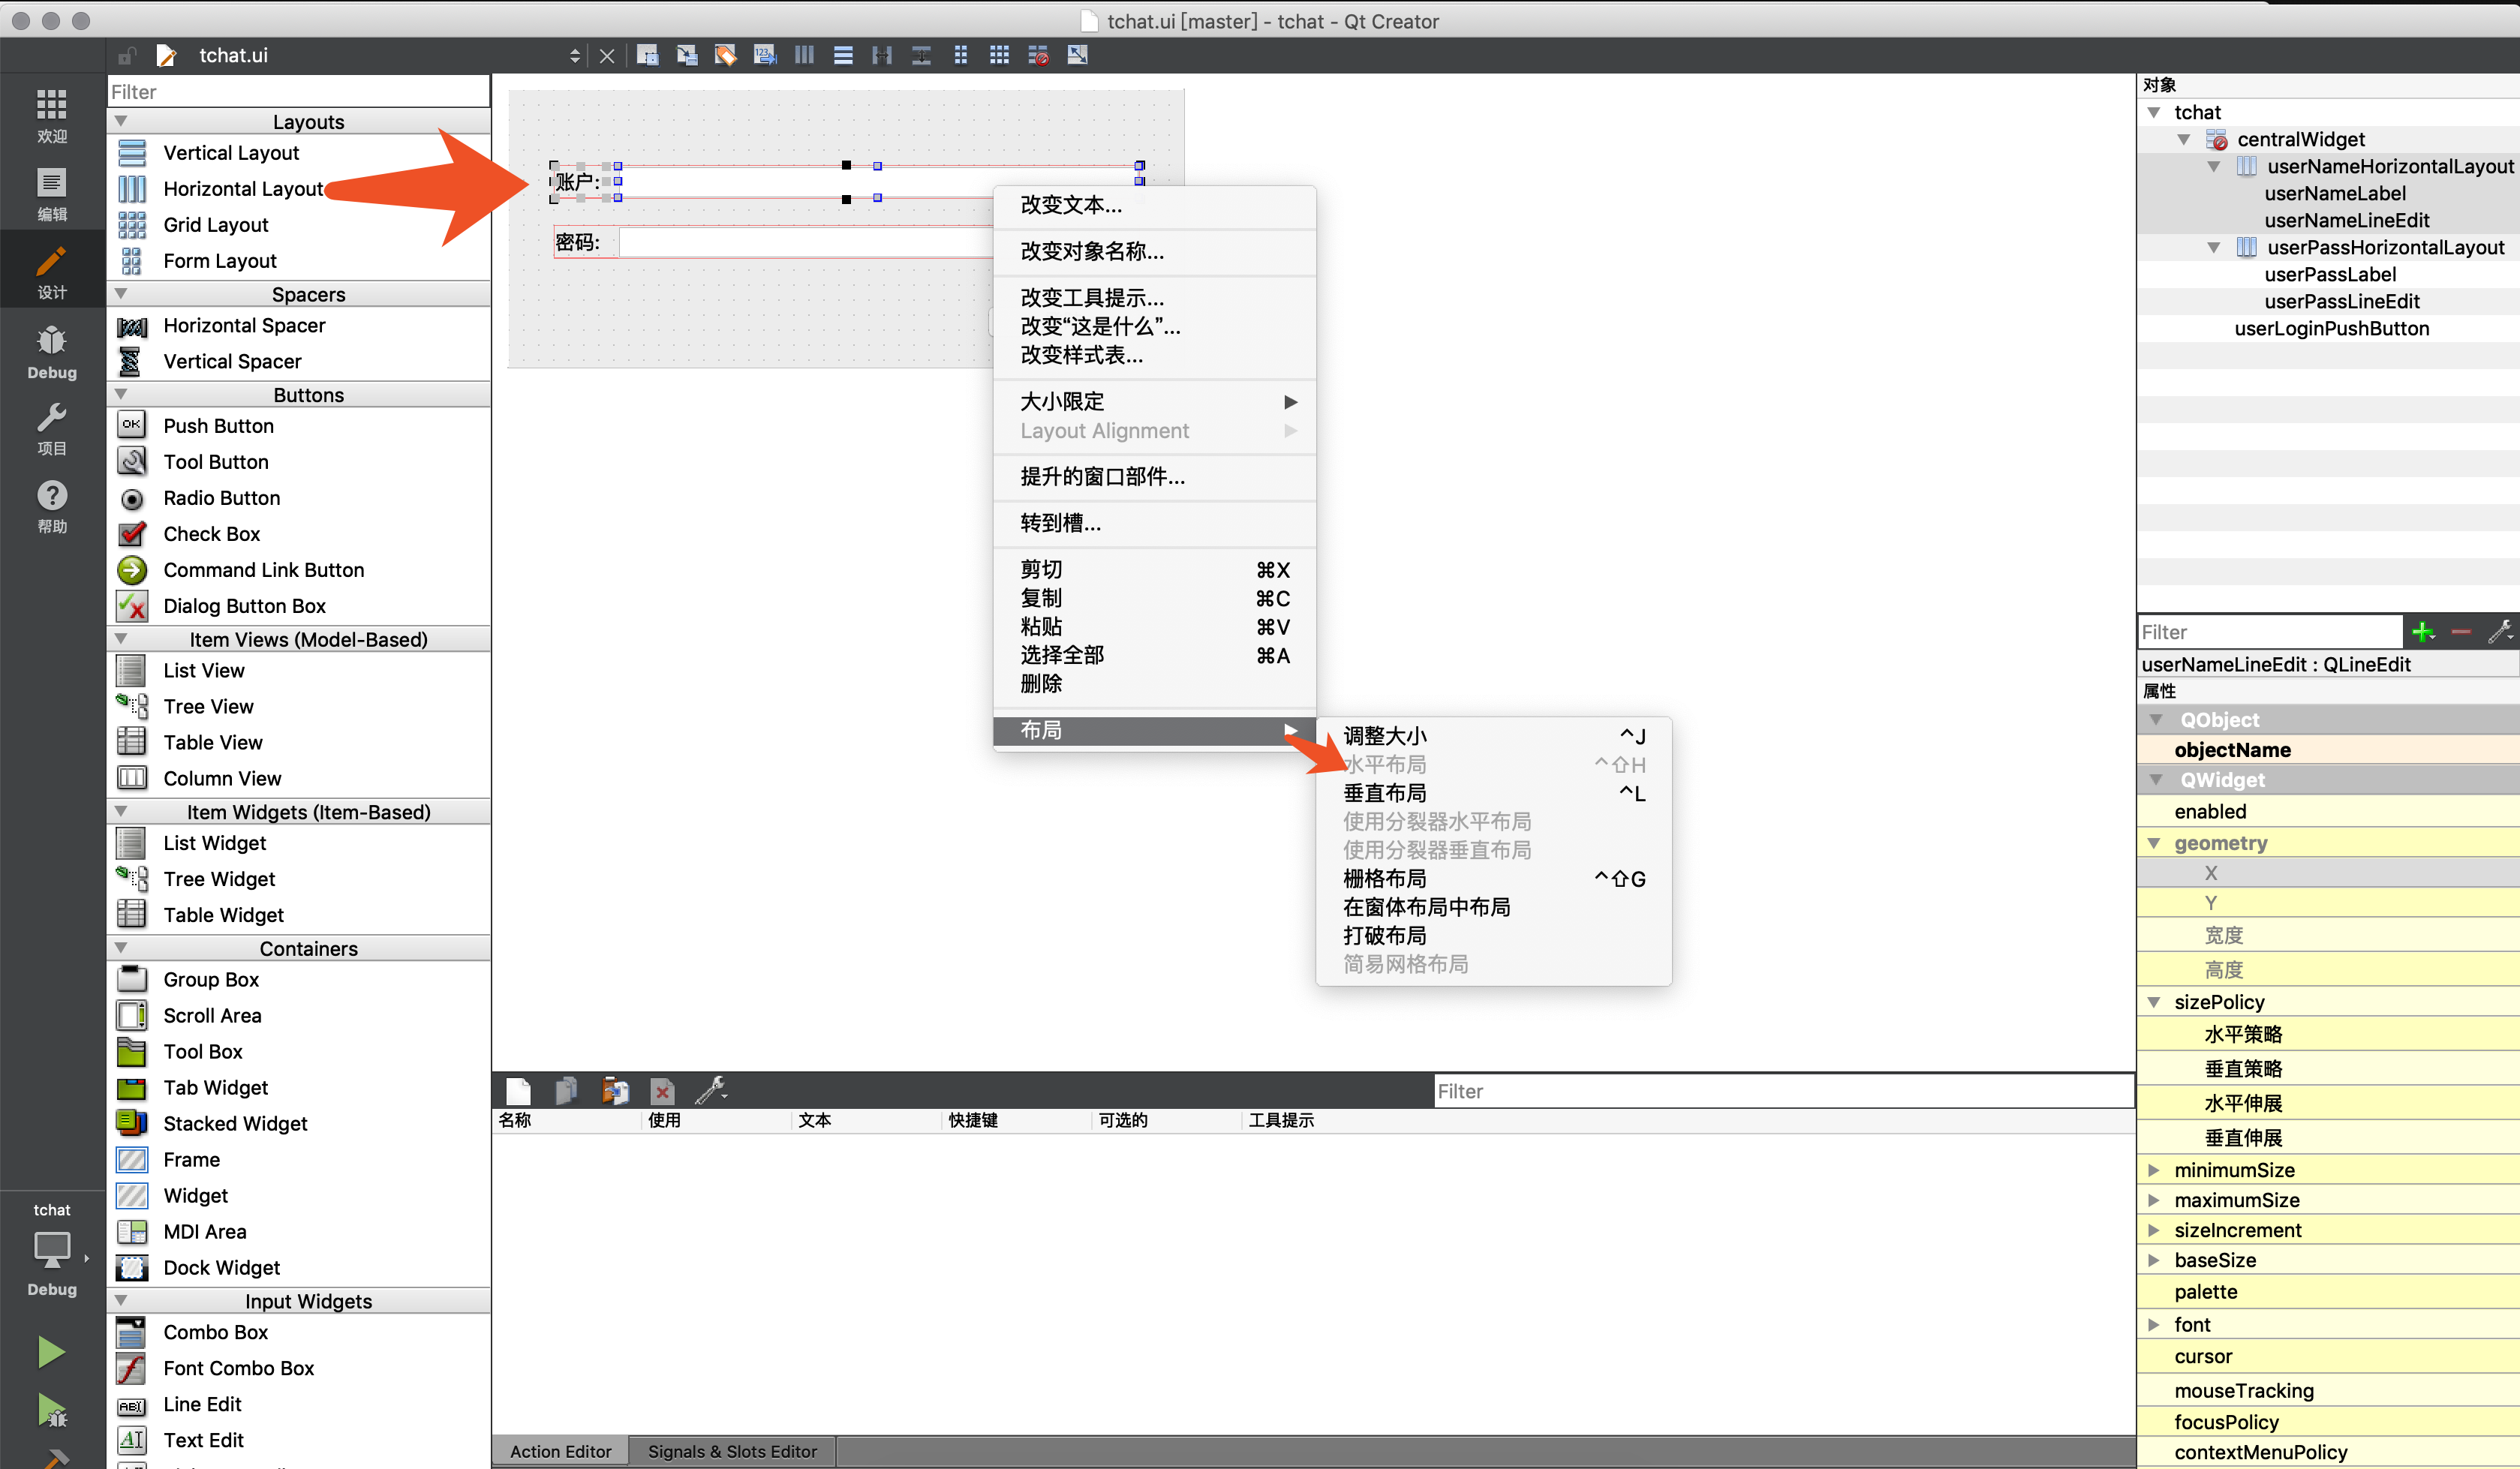 tchat.ui [master] - tchat - Qt Creator
tchat.ui
欢迎
编辑
设计
Debug
项目
帮助
tchat
Debug
Filter
Layouts
Vertical Layout
Horizontal Layout
Grid Layout
Form Layout
Spacers
Horizontal Spacer
Vertical Spacer
Buttons
OK Push Button
Tool Button
Radio Button
Check Box
Command Link Button
Dialog Button Box
Item Views (Model-Based)
List View
Tree View
Table View
Column View
Item Widgets (Item-Based)
List Widget
Tree Widget
Table Widget
Containers
Group Box
Scroll Area
Tool Box
Tab Widget
Stacked Widget
Frame
Widget
MDI Area
Dock Widget
Input Widgets
Combo Box
Font Combo Box
Line Edit
Text Edit
账户:
密码:
改变文本...
改变对象名称...
改变工具提示...
改变“这是什么”...
改变样式表...
大小限定
Layout Alignment
提升的窗口部件...
转到槽...
剪切 ⌘X
复制 ⌘C
粘贴 ⌘V
选择全部 ⌘A
删除
布局
调整大小 ^J
水平布局 ^⇧H
垂直布局 ^L
使用分裂器水平布局
使用分裂器垂直布局
栅格布局 ^⇧G
在窗体布局中布局
打破布局
简易网格布局
Filter
名称 使用 文本 快捷键 可选的 工具提示
Action Editor Signals & Slots Editor
对象
tchat
centralWidget
userNameHorizontalLayout
userNameLabel
userNameLineEdit
userPassHorizontalLayout
userPassLabel
userPassLineEdit
userLoginPushButton
Filter
userNameLineEdit : QLineEdit
属性
QObject
objectName
QWidget
enabled
geometry
X
Y
宽度
高度
sizePolicy
水平策略
垂直策略
水平伸展
垂直伸展
minimumSize
maximumSize
sizeIncrement
baseSize
palette
font
cursor
mouseTracking
focusPolicy
contextMenuPolicy